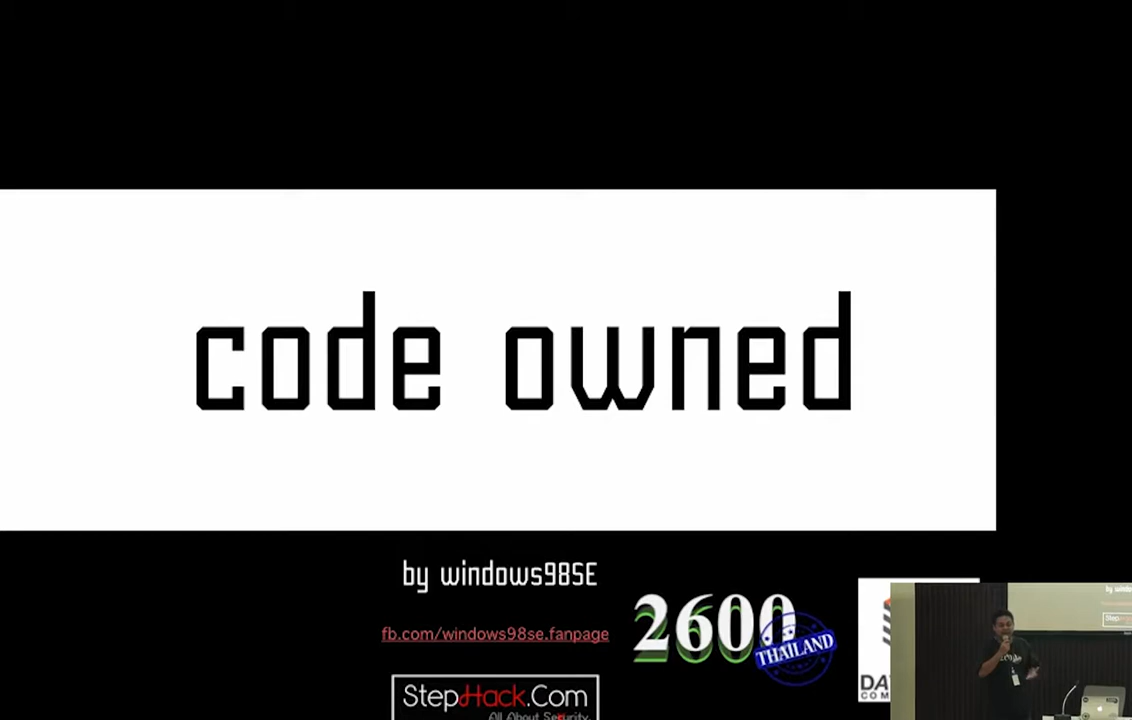 code owned
by windows98SE
fb.com/windows98se.fanpage
2600
THAILAND
StepHack.Com
All About Security.